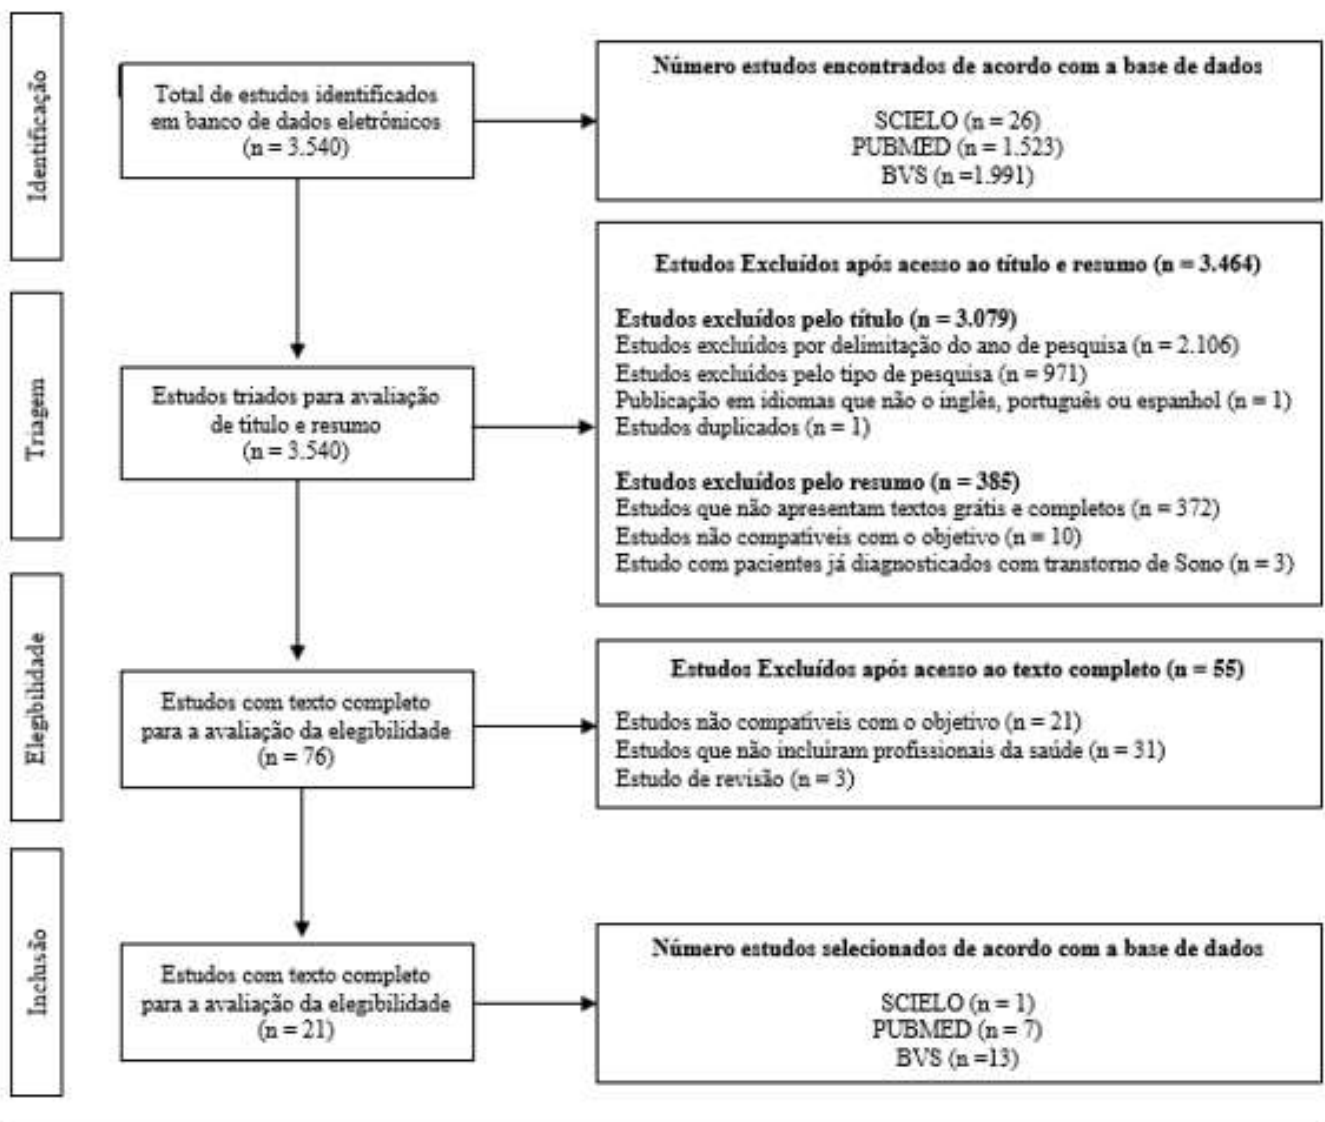 Identificação
Total de estudos identificados
em banco de dados eletrônicos
(n = 3.540)
Número estudos encontrados de acordo com a base de dados
SCIELO (n = 26)
PUBMED (n = 1.523)
BVS (n =1.991)
Triagem
Estudos triados para avaliação
de título e resumo
(n = 3.540)
Estudos Excluídos após acesso ao título e resumo (n = 3.464)
Estudos excluídos pelo título (n = 3.079)
Estudos excluídos por delimitação do ano de pesquisa (n = 2.106)
Estudos excluídos pelo tipo de pesquisa (n = 971)
Publicação em idiomas que não o inglês, português ou espanhol (n = 1)
Estudos duplicados (n = 1)
Estudos excluídos pelo resumo (n = 385)
Estudos que não apresentam textos grátis e completos (n = 372)
Estudos não compatíveis com o objetivo (n = 10)
Estudo com pacientes já diagnosticados com transtorno de Sono (n = 3)
Elegibilidade
Estudos com texto completo
para a avaliação da elegibilidade
(n = 76)
Estudos Excluídos após acesso ao texto completo (n = 55)
Estudos não compatíveis com o objetivo (n = 21)
Estudos que não incluíram profissionais da saúde (n = 31)
Estudo de revisão (n = 3)
Inclusão
Estudos com texto completo
para a avaliação da elegibilidade
(n = 21)
Número estudos selecionados de acordo com a base de dados
SCIELO (n = 1)
PUBMED (n = 7)
BVS (n =13)